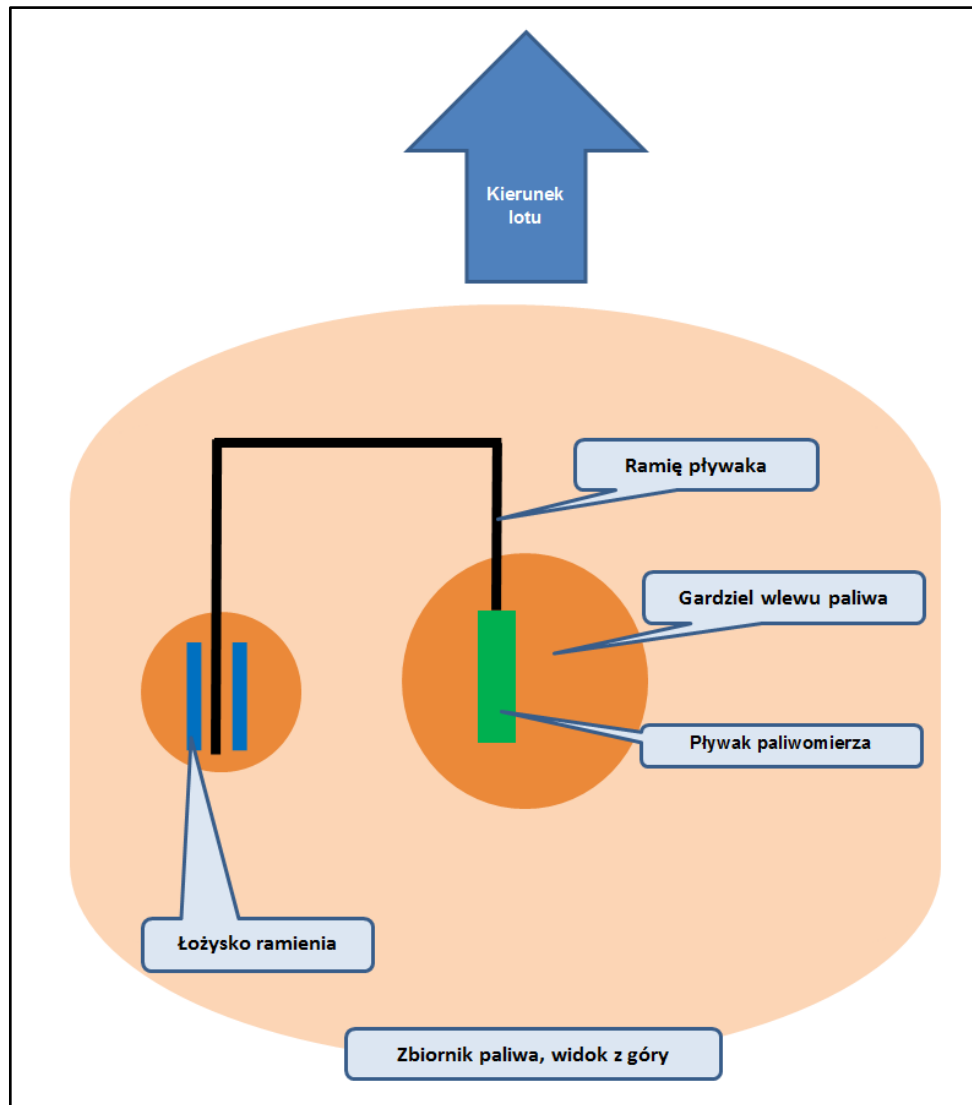 Kierunek
lotu
Ramię pływaka
Gardziel wlewu paliwa
Pływak paliwomierza
Łożysko ramienia
Zbiornik paliwa, widok z góry